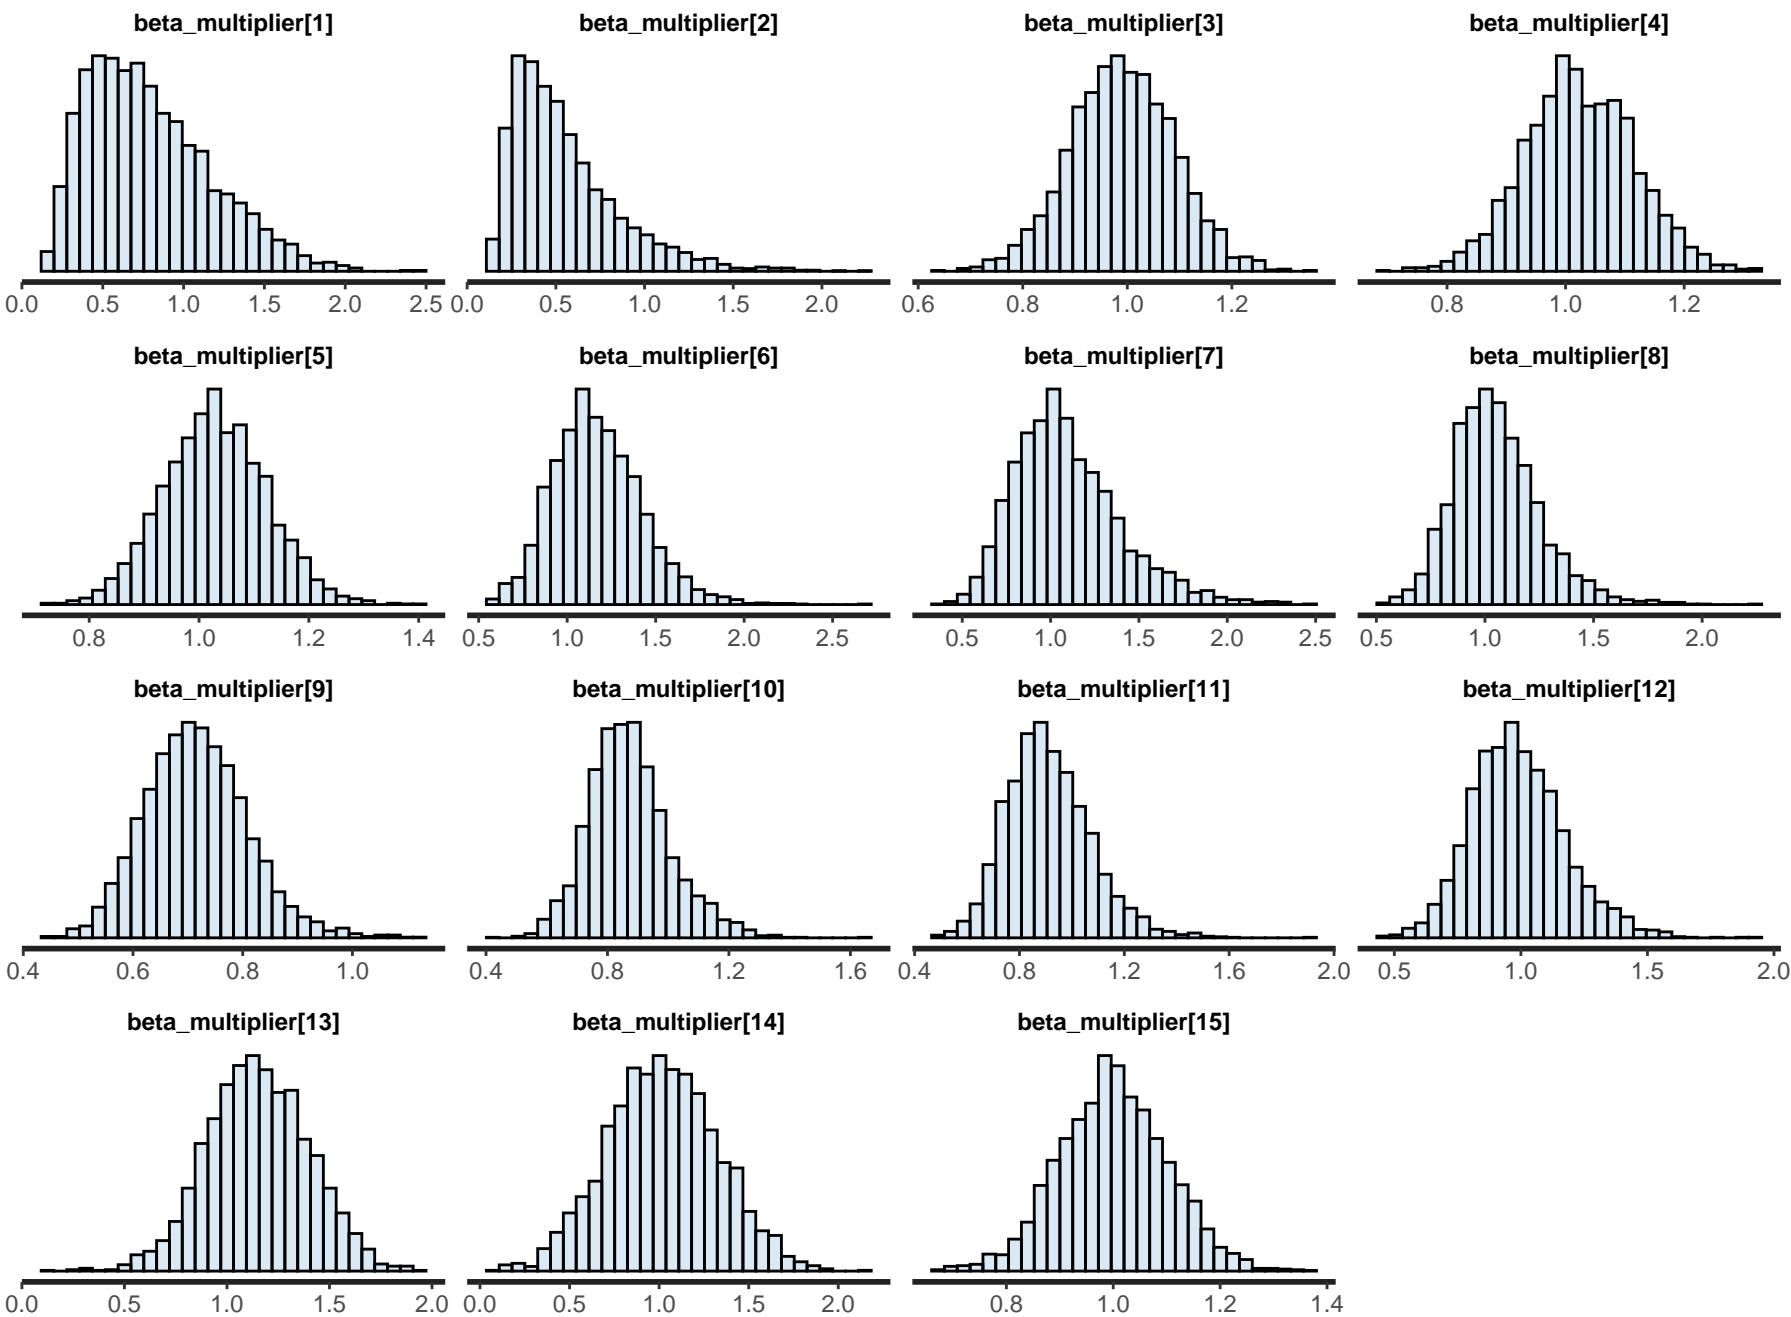 beta_multiplier[1] beta_multiplier[2] beta_multiplier[3] beta_multiplier[4]
0.0 0.5 1.0 1.5 2.0 2.5 0.0 0.5 1.0 1.5 2.0 0.6 0.8 1.0 1.2 0.8 1.0 1.2
beta_multiplier[5] beta_multiplier[6] beta_multiplier[7] beta_multiplier[8]
0.8 1.0 1.2 1.4 0.5 1.0 1.5 2.0 2.5 0.5 1.0 1.5 2.0 2.5 0.5 1.0 1.5 2.0
beta_multiplier[9] beta_multiplier[10] beta_multiplier[11] beta_multiplier[12]
0.4 0.6 0.8 1.0 0.4 0.8 1.2 1.6 0.4 0.8 1.2 1.6 2.0 0.5 1.0 1.5 2.0
beta_multiplier[13] beta_multiplier[14] beta_multiplier[15]
0.0 0.5 1.0 1.5 2.0 0.0 0.5 1.0 1.5 2.0 0.8 1.0 1.2 1.4